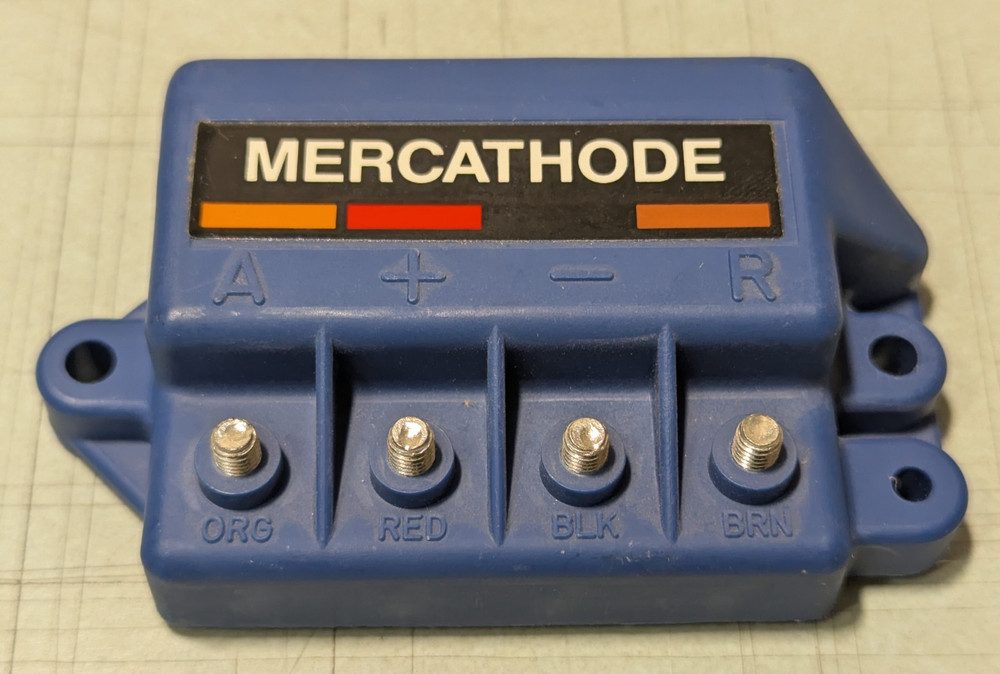 MERCATHODE
A + − R
ORG RED BLK BRN